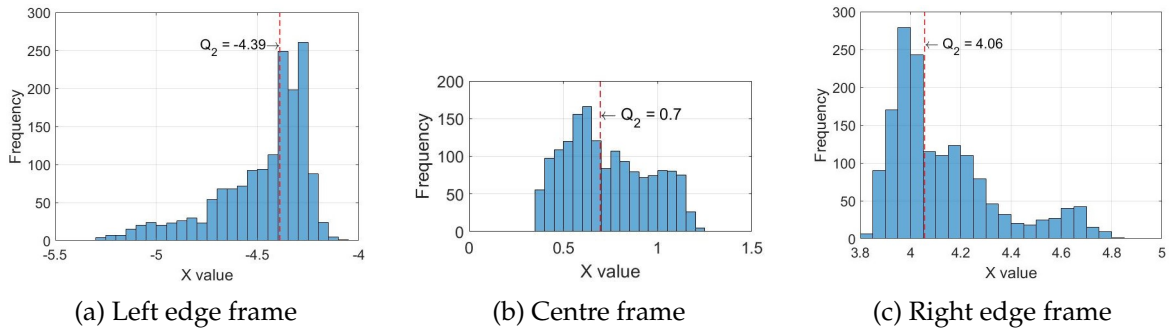 300
250
200
150
100
50
0
Frequency
Q2 = -4.39→
-5.5 -5 -4.5 -4
X value
(a) Left edge frame
200
150
100
50
0
Frequency
← Q2 = 0.7
0 0.5 1 1.5
X value
(b) Centre frame
300
250
200
150
100
50
0
Frequency
← Q2 = 4.06
3.8 4 4.2 4.4 4.6 4.8 5
X value
(c) Right edge frame